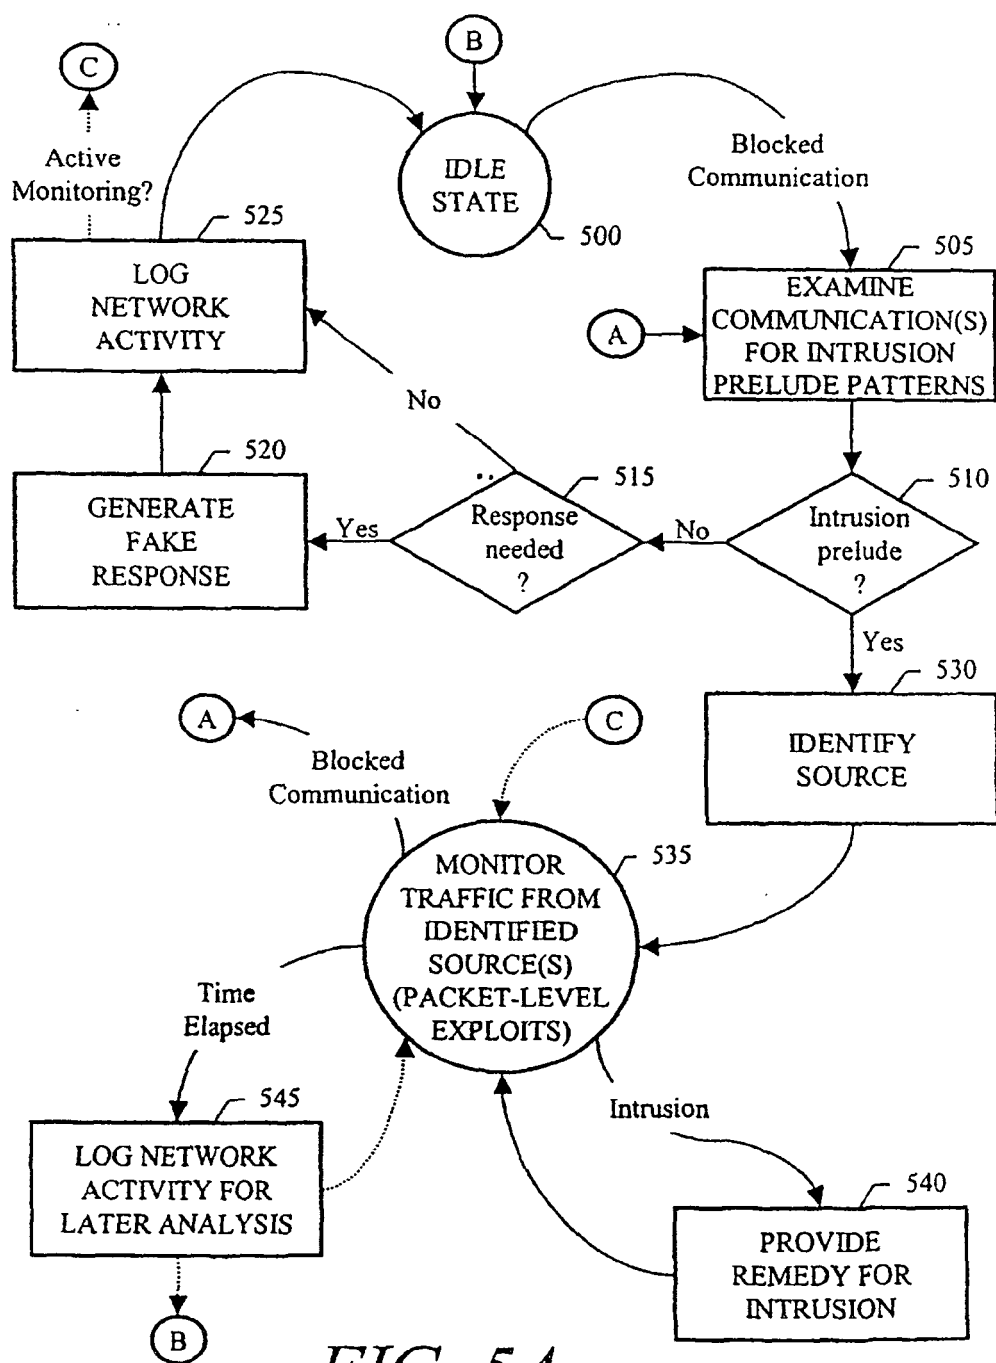 B
C
IDLE
STATE
500
Blocked
Communication
Active
Monitoring?
525
LOG
NETWORK
ACTIVITY
505
EXAMINE
COMMUNICATION(S)
FOR INTRUSION
PRELUDE PATTERNS
A
No
520
GENERATE
FAKE
RESPONSE
Yes
515
Response
needed
?
No
510
Intrusion
prelude
?
Yes
530
IDENTIFY
SOURCE
A
Blocked
Communication
C
535
MONITOR
TRAFFIC FROM
IDENTIFIED
SOURCE(S)
(PACKET-LEVEL
EXPLOITS)
Time
Elapsed
545
LOG NETWORK
ACTIVITY FOR
LATER ANALYSIS
Intrusion
540
PROVIDE
REMEDY FOR
INTRUSION
B
FIG. 5A